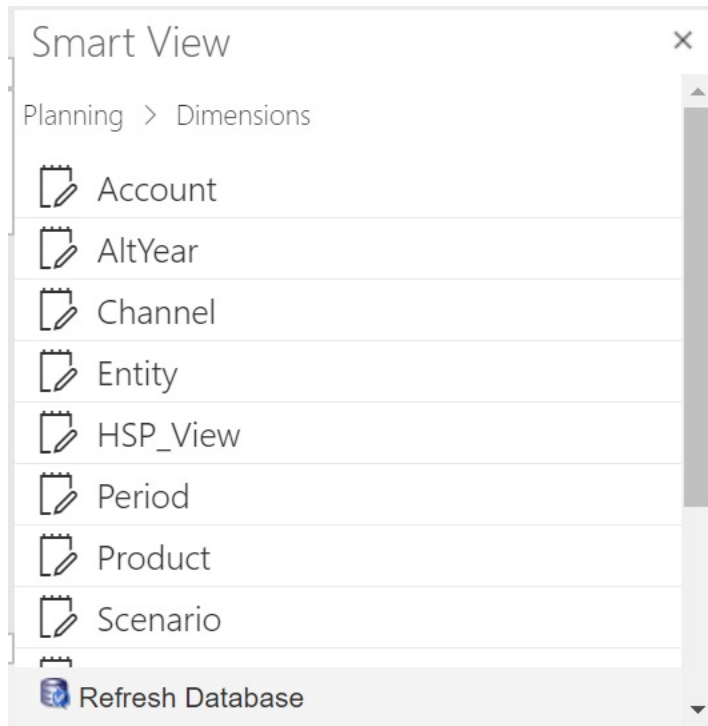 Smart View
Planning > Dimensions
Account
AltYear
Channel
Entity
HSP_View
Period
Product
Scenario
Refresh Database